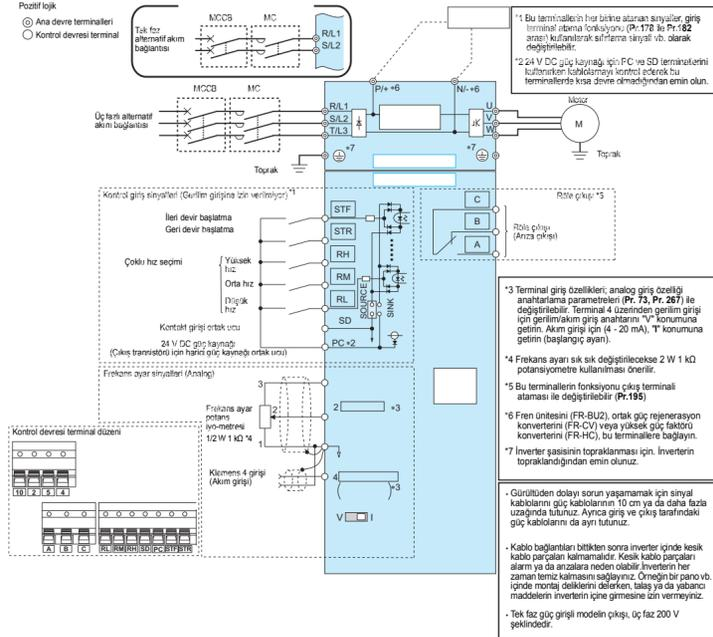 Pozitif lojik
Ana devre terminalleri
Kontrol devresi terminal
Tek faz
alternatif akım
bağlantısı
MCCB MC
R/L1
S/L2
*1 Bu terminallerin her birine atanan sinyaller, giriş
terminal atama fonksiyonu (Pr.178 ile Pr.182
arası) kullanılarak sıfırlama sinyali vb. olarak
değiştirilebilir.
*2 24 V DC güç kaynağı için PC ve SD terminallerini
kullanırken kablolamayı kontrol ederek bu
terminallerde kısa devre olmadığından emin olun.
MCCB MC
Üç fazlı alternatif
akım bağlantısı
R/L1
S/L2
T/L3
P/+ *6
N/- *6
U
V
W
Motor
M
*7
*7
Toprak
Toprak
Kontrol giriş sinyalleri (Gerilim girişine izin verilmiyor) *1
İleri devir başlatma
Geri devir başlatma
Çoklu hız seçimi
Yüksek
hız
Orta hız
Düşük
hız
Kontakt girişi ortak ucu
24 V DC güç kaynağı
(Çıkış transistörü için harici güç kaynağı ortak ucu)
STF
STR
RH
RM
RL
SD
PC *2
SOURCE
SINK
Röle çıkışı *5
C
B
A
Röle çıkışı
(Arıza çıkışı)
Frekans ayar sinyalleri (Analog)
Frekans ayar
potans
iyo-metresi
1/2 W 1 kΩ *4
3
2
1
2 *3
Klemens 4 girişi
(Akım girişi)
4 *3
V I
Kontrol devresi terminal düzeni
10 2 5 4
A B C RL RM RH SD PC STF STR
*3 Terminal giriş özellikleri; analog giriş özelliği
anahtarlama parametreleri (Pr. 73, Pr. 267) ile
değiştirilebilir. Terminal 4 üzerinden gerilim girişi
için gerilim/akım giriş anahtarını "V" konumuna
getirin. Akım girişi için (4 - 20 mA), "I" konumuna
getirin (başlangıç ayarı).
*4 Frekans ayarı sık sık değiştirilecekse 2 W 1 kΩ
potansiyometre kullanılması önerilir.
*5 Bu terminallerin fonksiyonu çıkış terminali
ataması ile değiştirilebilir (Pr.195)
*6 Fren ünitesini (FR-BU2), ortak güç rejenerasyon
konverterini (FR-CV) veya yüksek güç faktörü
konverterini (FR-HC), bu terminallere bağlayın.
*7 İnverter şasisinin topraklanması için. İnverterin
topraklandığından emin olunuz.
- Gürültüden dolayı sorun yaşamamak için sinyal
kablolarını güç kablolarının 10 cm ya da daha fazla
uzağında tutunuz. Ayrıca giriş ve çıkış tarafındaki
güç kablolarını da ayrı tutunuz.
- Kablo bağlantıları bittikten sonra inverter içinde kesik
kablo parçaları kalmamalıdır. Kesik kablo parçaları
alarm ya da arızalara neden olabilir.İnverterin her
zaman temiz kalmasını sağlayınız. Örneğin bir pano vb.
içinde montaj deliklerini delerken, talaş ya da yabancı
maddelerin inverterin içine girmesine izin vermeyiniz.
- Tek faz güç girişli modelin çıkışı, üç faz 200 V
şeklindedir.